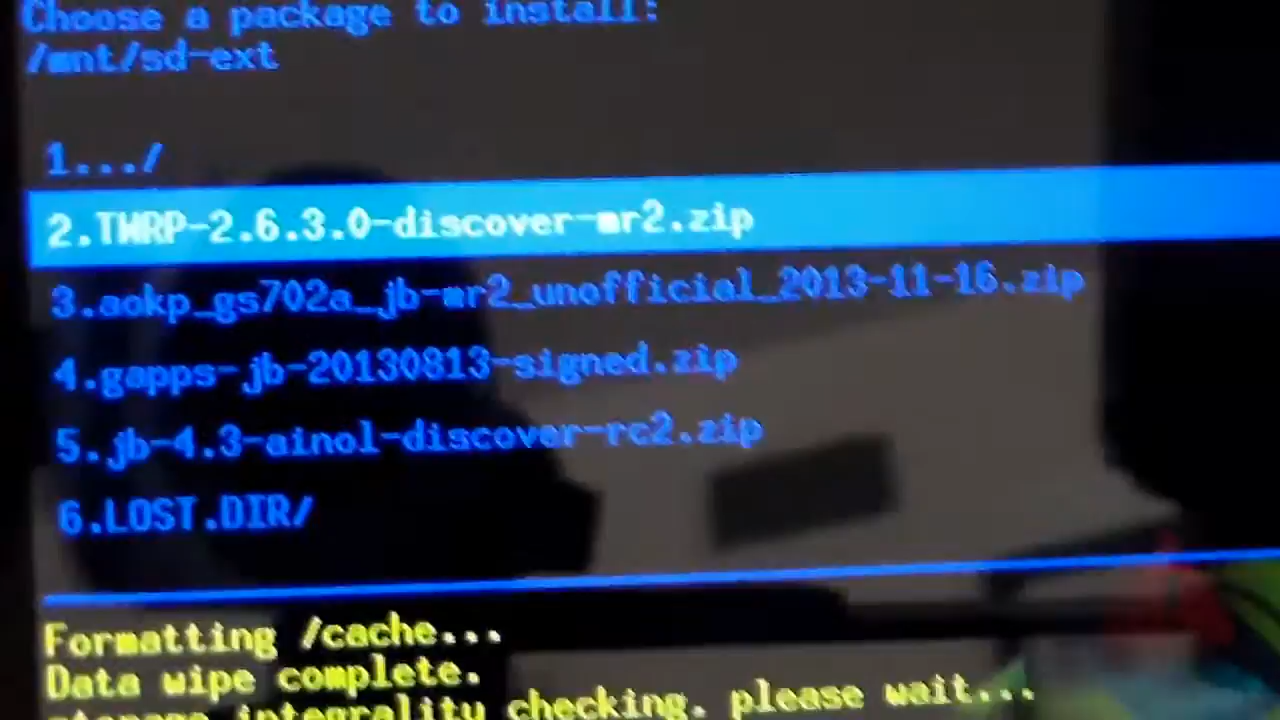 Choose a package to install:
/mnt/sd-ext
1.../
2.TWRP-2.6.3.0-discover-mr2.zip
3.aokp_gs702a_jb-mr2_unofficial_2013-11-16.zip
4.gapps-jb-20130813-signed.zip
5.jb-4.3-ainol-discover-rc2.zip
6.LOST.DIR/
Formatting /cache...
Data wipe complete.
storage integrality checking, please wait...